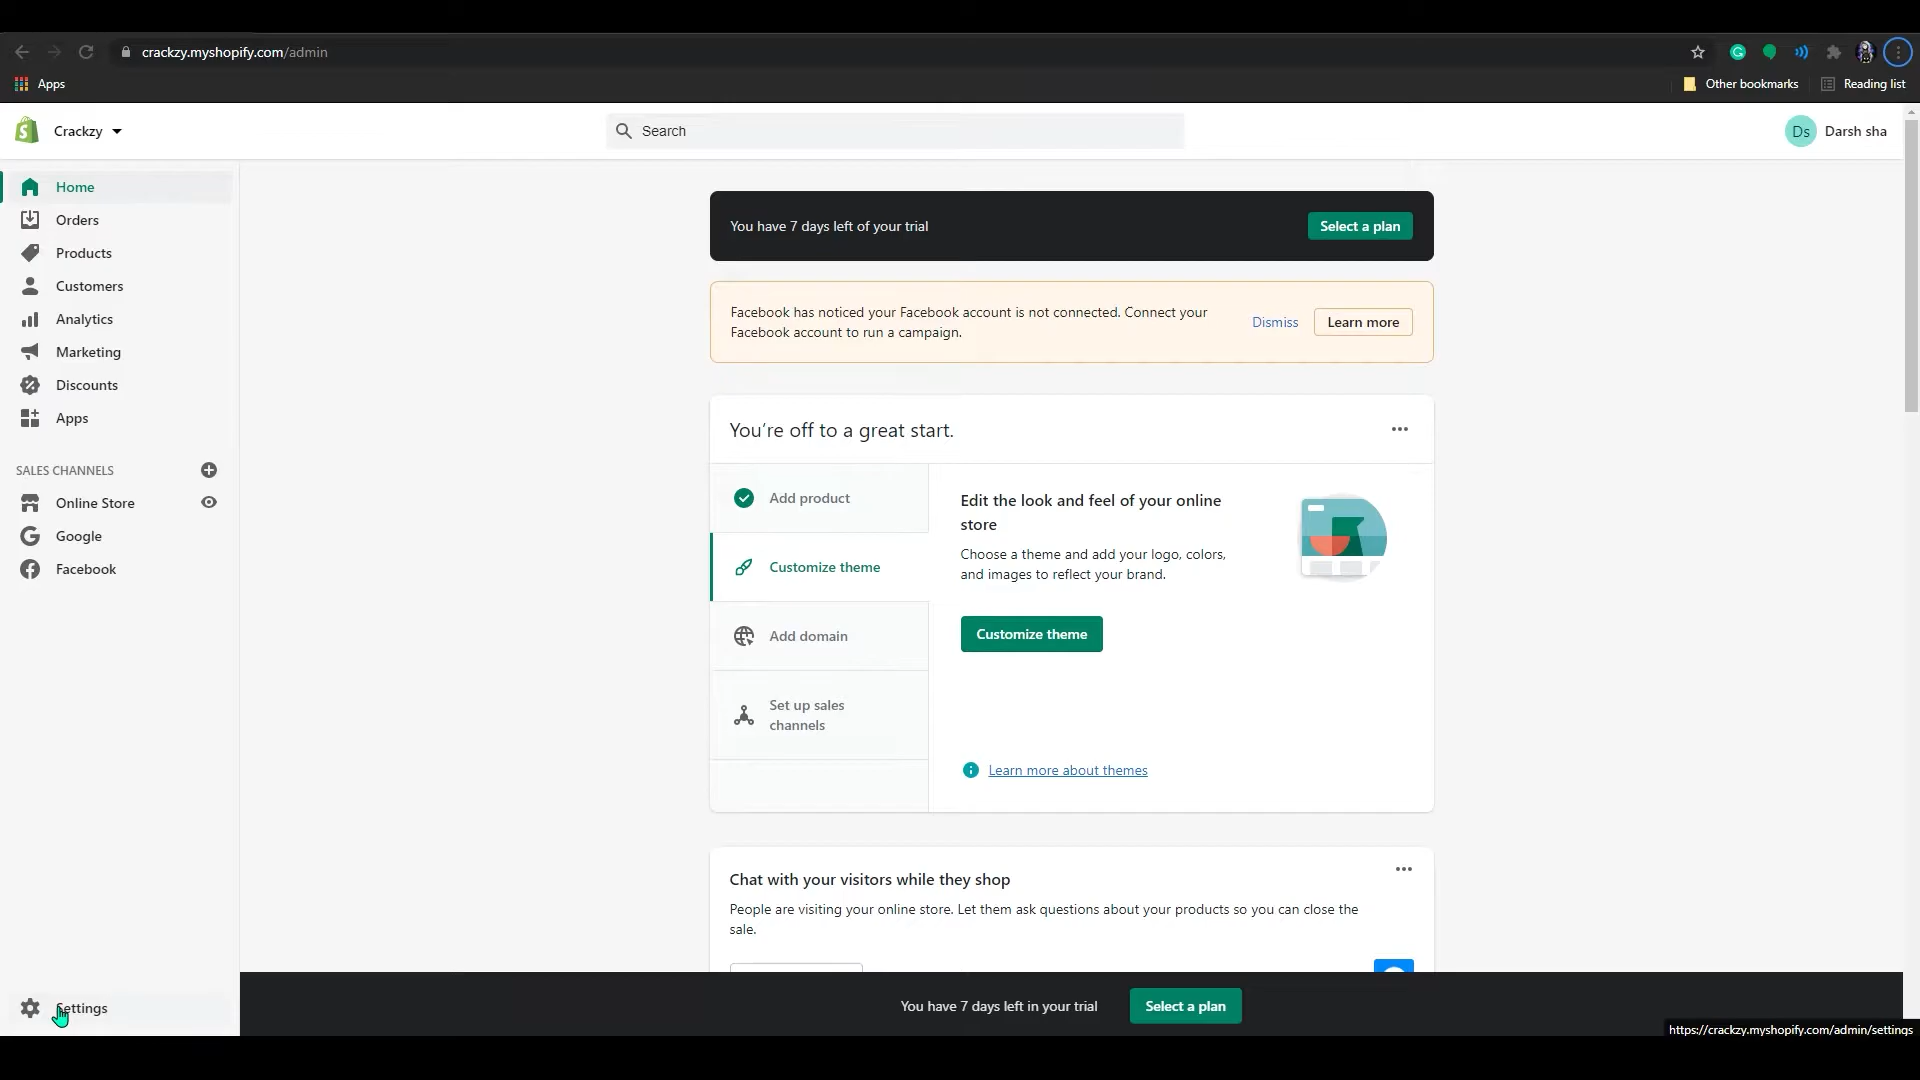 crackzy.myshopify.com/admin
Apps
Other bookmarks
Reading list
Crackzy
Search
Ds
Darsh sha
Home
Orders
Products
Customers
Analytics
Marketing
Discounts
Apps
SALES CHANNELS
Online Store
Google
Facebook
Settings
You have 7 days left of your trial
Select a plan
Facebook has noticed your Facebook account is not connected. Connect your
Facebook account to run a campaign.
Dismiss
Learn more
You're off to a great start.
Add product
Customize theme
Add domain
Set up sales
channels
Edit the look and feel of your online
store
Choose a theme and add your logo, colors,
and images to reflect your brand.
Customize theme
Learn more about themes
Chat with your visitors while they shop
People are visiting your online store. Let them ask questions about your products so you can close the
sale.
You have 7 days left in your trial
Select a plan
https://crackzy.myshopify.com/admin/settings